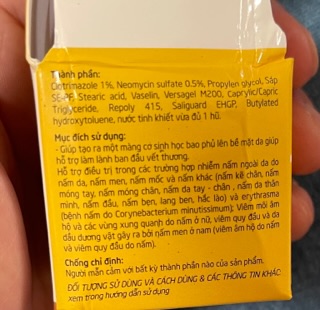 Thành phần:
Clotrimazole 1%, Neomycin sulfate 0.5%, Propylen glycol, Sáp
SE-PF, Stearic acid, Vaselin, Versagel M200, Caprylic/Capric
Triglyceride, Repoly 415, Saliguard EHGP, Butylated
hydroxytoluene, nước tinh khiết vừa đủ 1 hũ.
Mục đích sử dụng:
- Giúp tạo ra một màng cơ sinh học bao phủ lên bề mặt da giúp
hỗ trợ làm lành ban đầu vết thương.
Hỗ trợ điều trị trong các trường hợp nhiễm nấm ngoài da do
nấm da, nấm men, nấm mốc và nấm khác (nấm kẽ chân, nấm
móng tay, nấm móng chân, nấm da tay - chân , nấm da thân
mình, nấm đầu, nấm bẹn, lang beng, hắc lào) và erythrasma
(bệnh nấm do Corynebacterium minutissimum); Viêm môi âm
hộ và các vùng xung quanh do nấm ở nữ, viêm quy đầu và da
đầu dương vật gây ra bởi nấm men ở nam (viêm âm hộ do nấm
và viêm quy đầu do nấm).
Chống chỉ định:
Người mẫn cảm với bất kỳ thành phần nào của sản phẩm.
ĐỐI TƯỢNG SỬ DỤNG VÀ CÁCH DÙNG & CÁC THÔNG TIN KHÁC:
xem trong hướng dẫn sử dụng